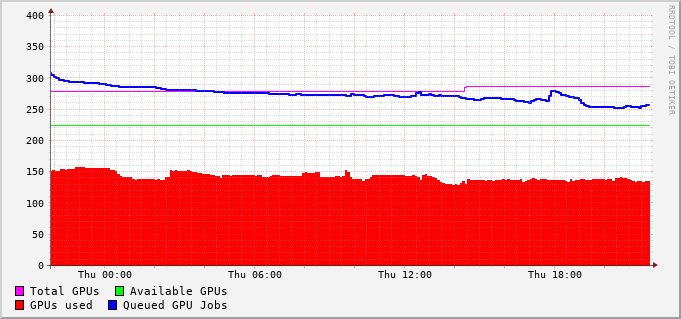 400
350
300
250
200
150
100
50
0
Thu 00:00 Thu 06:00 Thu 12:00 Thu 18:00
Total GPUs Available GPUs
GPUs used Queued GPU Jobs
RRDTOOL / TOBI OETIKER